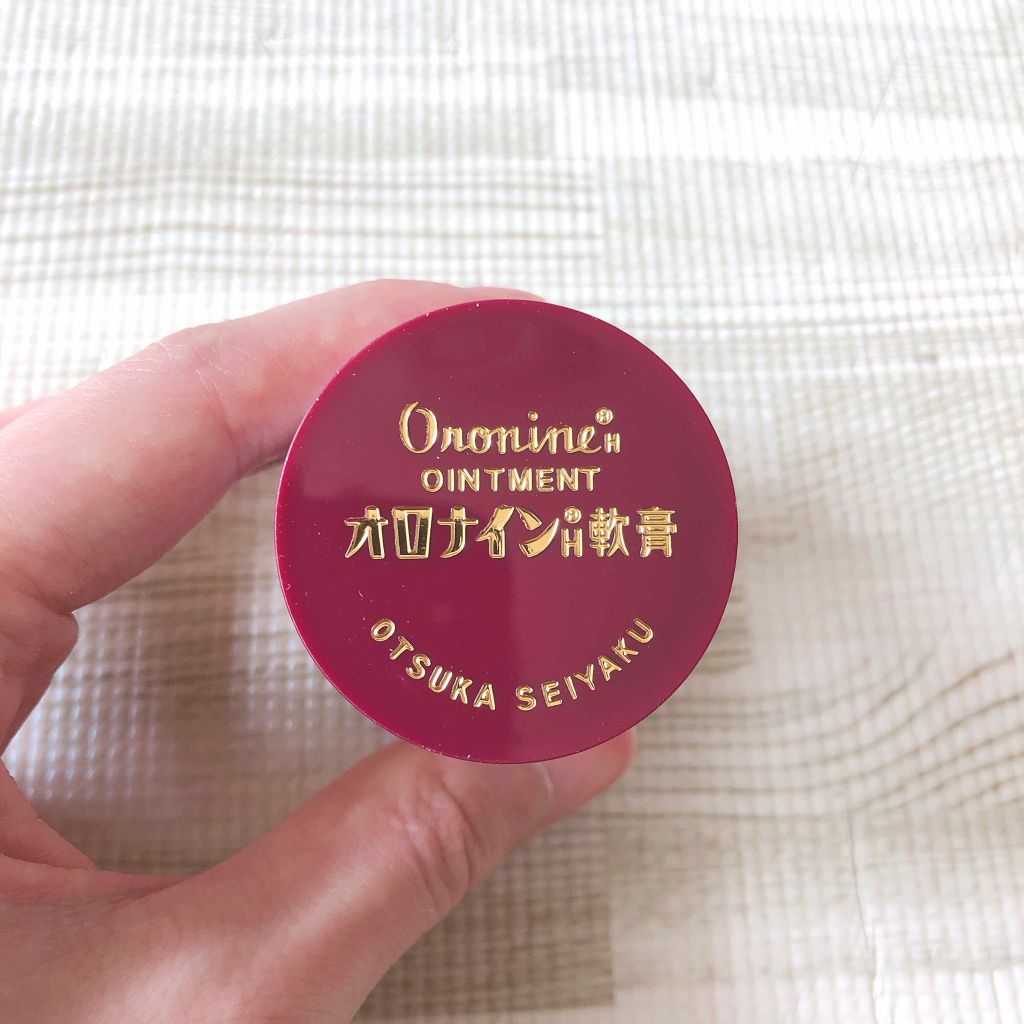 Oronine®H
OINTMENT
オロナイン®H軟膏
OTSUKA SEIYAKU